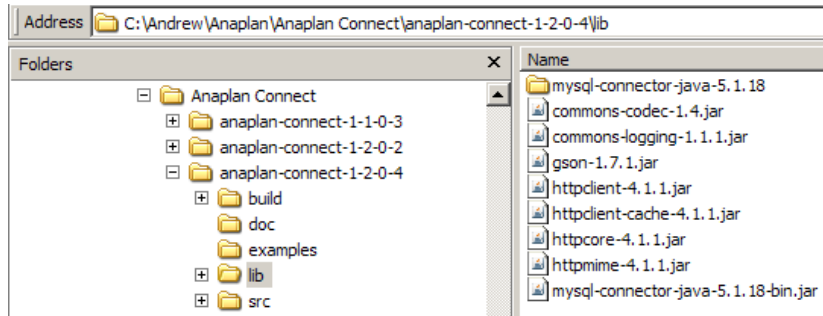 Address C:\Andrew\Anaplan\Anaplan Connect\anaplan-connect-1-2-0-4\lib
Folders
Anaplan Connect
anaplan-connect-1-1-0-3
anaplan-connect-1-2-0-2
anaplan-connect-1-2-0-4
build
doc
examples
lib
src
Name
mysql-connector-java-5.1.18
commons-codec-1.4.jar
commons-logging-1.1.1.jar
gson-1.7.1.jar
httpclient-4.1.1.jar
httpclient-cache-4.1.1.jar
httpcore-4.1.1.jar
httpmime-4.1.1.jar
mysql-connector-java-5.1.18-bin.jar